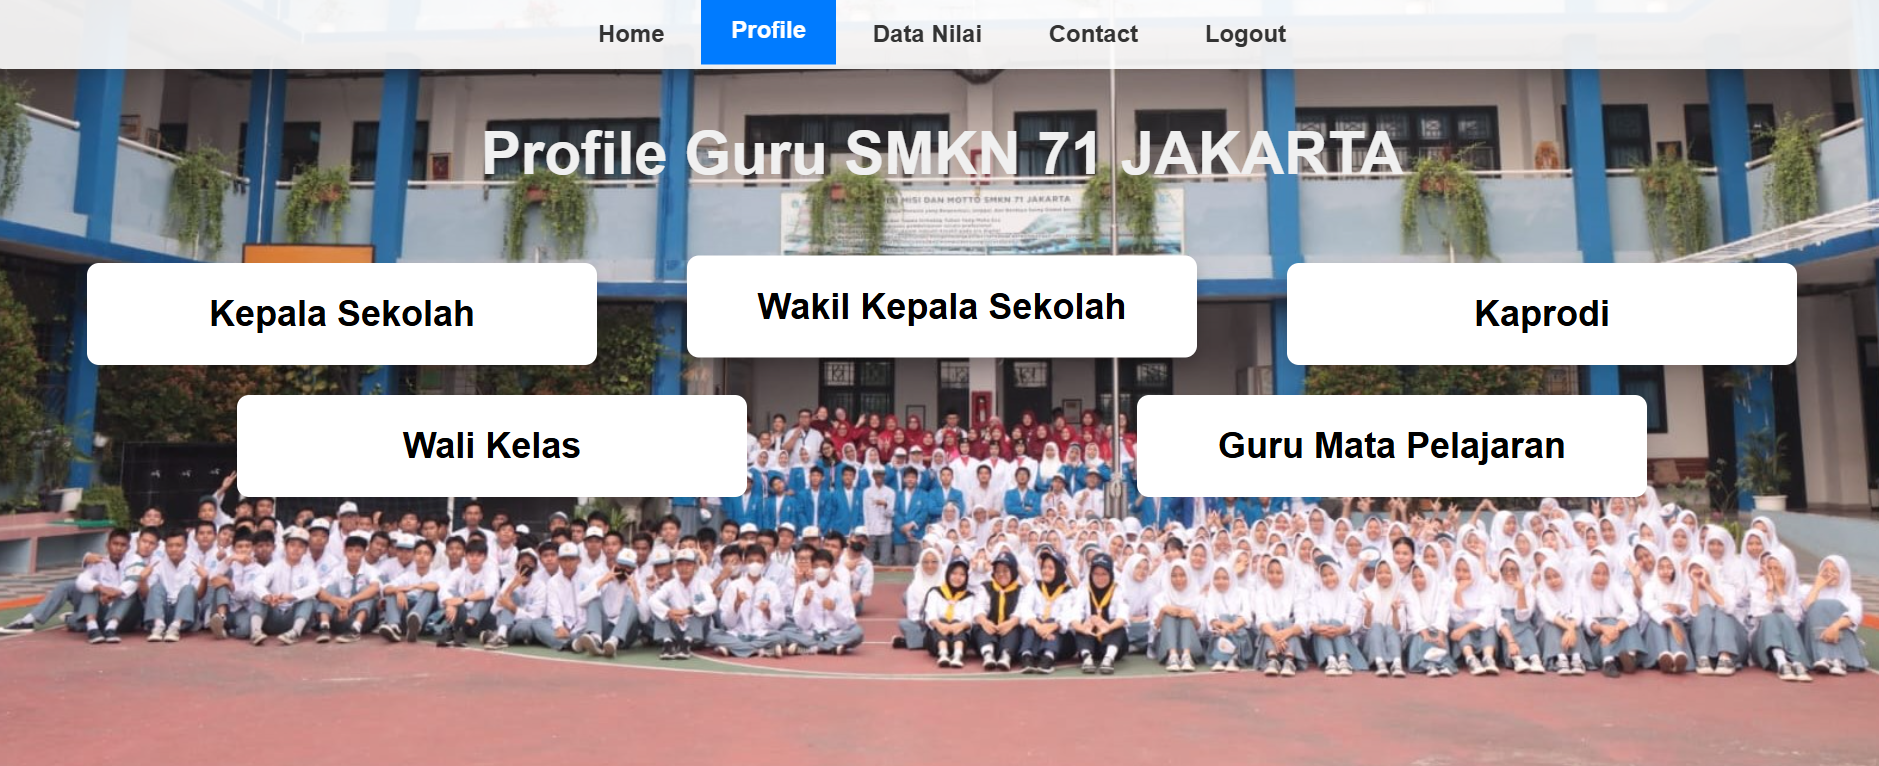 Home Profile Data Nilai Contact Logout
Profile Guru SMKN 71 JAKARTA
MISI DAN MOTTO SMKN 71 JAKARTA
Kepala Sekolah
Wakil Kepala Sekolah
Kaprodi
Wali Kelas
Guru Mata Pelajaran